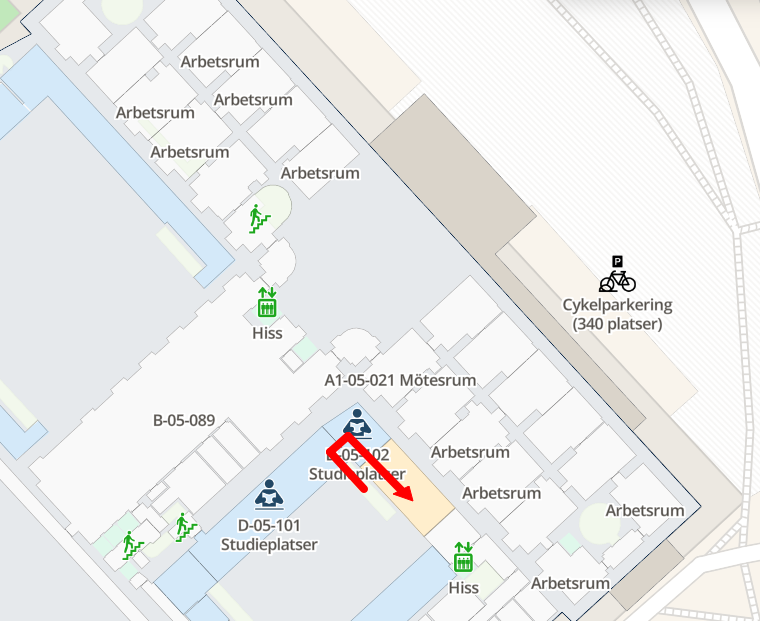 Arbetsrum
Arbetsrum
Arbetsrum
Arbetsrum
Arbetsrum
P
Cykelparkering
(340 platser)
Hiss
A1-05-021 Mötesrum
B-05-089
Arbetsrum
Studieplatser
Arbetsrum
Arbetsrum
D-05-101
Studieplatser
Arbetsrum
Hiss